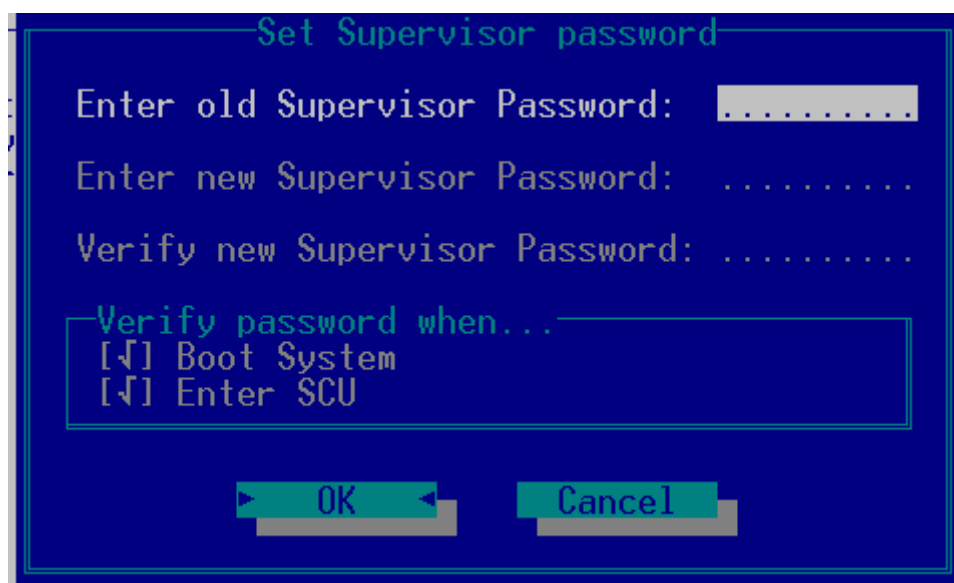 Set Supervisor password
Enter old Supervisor Password: ..........
Enter new Supervisor Password: ..........
Verify new Supervisor Password: ..........
Verify password when...
[√] Boot System
[√] Enter SCU
► OK ◄ Cancel